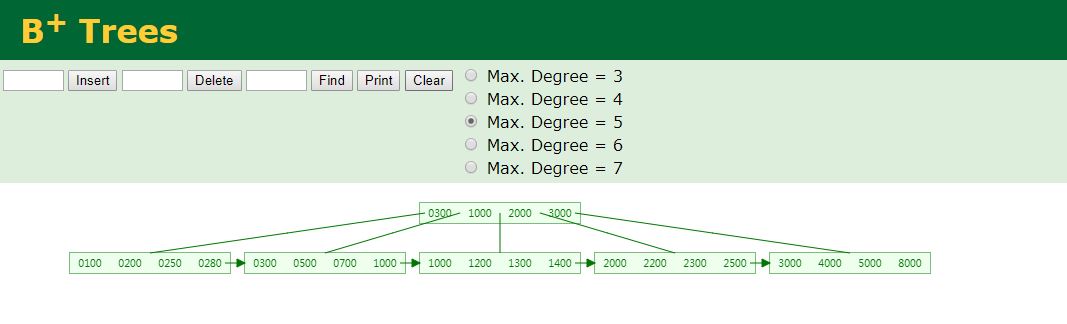 B+ Trees
Insert Delete Find Print Clear
Max. Degree = 3
Max. Degree = 4
Max. Degree = 5
Max. Degree = 6
Max. Degree = 7
0300 1000 2000 3000
0100 0200 0250 0280 0300 0500 0700 1000 1000 1200 1300 1400 2000 2200 2300 2500 3000 4000 5000 8000